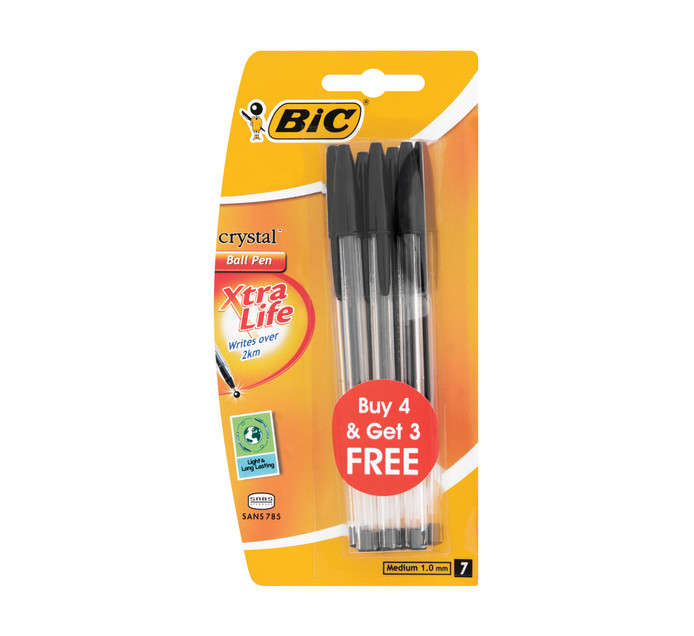 BiC®
crystal™
Ball Pen
Xtra
Life
Writes over
2km
Buy 4
& Get 3
FREE
Light &
Long Lasting
SABS
SANS 785
Medium 1.0 mm 7